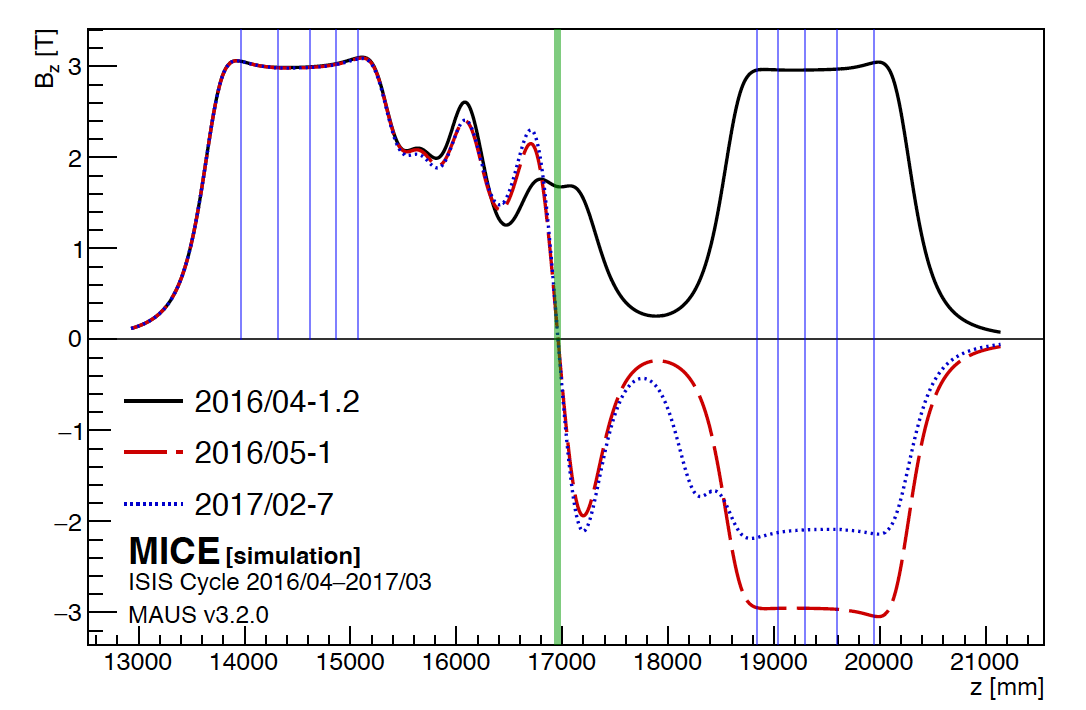 B_z [T]
3
2
1
0
−1
−2
−3
2016/04-1.2
2016/05-1
2017/02-7
MICE [simulation]
ISIS Cycle 2016/04–2017/03
MAUS v3.2.0
13000 14000 15000 16000 17000 18000 19000 20000 21000
z [mm]